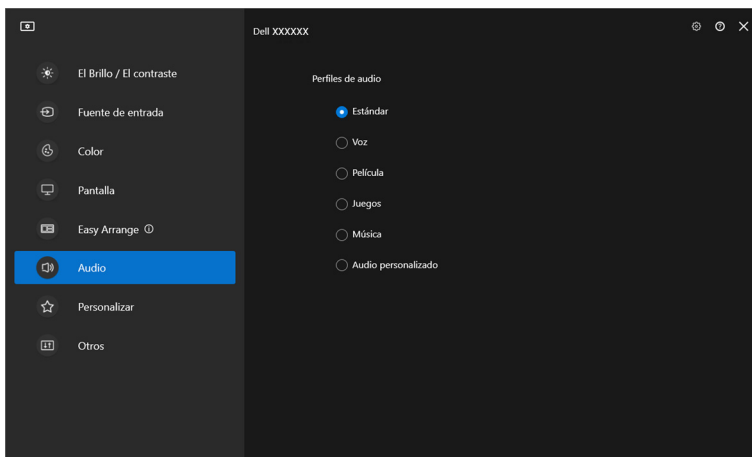 Dell XXXXXX
El Brillo / El contraste
Fuente de entrada
Color
Pantalla
Easy Arrange
Audio
Personalizar
Otros
Perfiles de audio
Estándar
Voz
Película
Juegos
Música
Audio personalizado